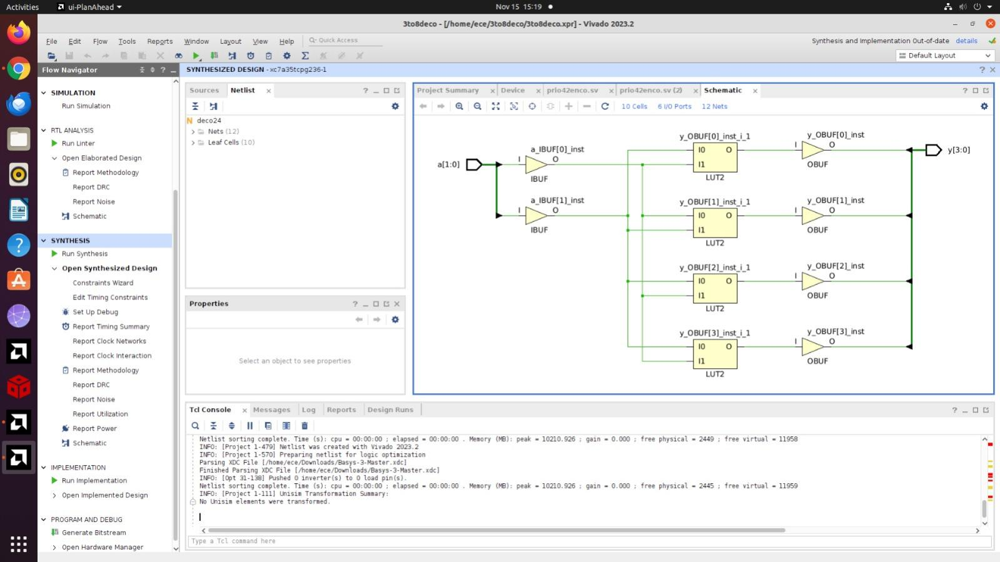 Activities
ui-PlanAhead
Nov 15 15:19
3to8deco - [/home/ece/3to8deco/3to8deco.xpr] - Vivado 2023.2
File Edit Flow Tools Reports Window Layout View Help
Quick Access
Synthesis and Implementation Out-of-date details
Default Layout
Flow Navigator
SIMULATION
Run Simulation
RTL ANALYSIS
Run Linter
Open Elaborated Design
Report Methodology
Report DRC
Report Noise
Schematic
SYNTHESIS
Run Synthesis
Open Synthesized Design
Constraints Wizard
Edit Timing Constraints
Set Up Debug
Report Timing Summary
Report Clock Networks
Report Clock Interaction
Report Methodology
Report DRC
Report Noise
Report Utilization
Report Power
Schematic
IMPLEMENTATION
Run Implementation
Open Implemented Design
PROGRAM AND DEBUG
Generate Bitstream
Open Hardware Manager
SYNTHESIZED DESIGN - xc7a35tcpg236-1
Sources Netlist
N deco24
Nets (12)
Leaf Cells (10)
Properties
Select an object to see properties
Project Summary Device prio42enco.sv prio42enco.sv (2) Schematic
10 Cells 6 I/O Ports 12 Nets
a[1:0]
a_IBUF[0]_inst
I O
IBUF
a_IBUF[1]_inst
I O
IBUF
y_OBUF[0]_inst_i_1
I0 O
I1
LUT2
y_OBUF[0]_inst
I O
OBUF
y[3:0]
y_OBUF[1]_inst_i_1
I0 O
I1
LUT2
y_OBUF[1]_inst
I O
OBUF
y_OBUF[2]_inst_i_1
I0 O
I1
LUT2
y_OBUF[2]_inst
I O
OBUF
y_OBUF[3]_inst_i_1
I0 O
I1
LUT2
y_OBUF[3]_inst
I O
OBUF
Tcl Console Messages Log Reports Design Runs
Netlist sorting complete. Time (s): cpu = 00:00:00 ; elapsed = 00:00:00 . Memory (MB): peak = 10210.926 ; gain = 0.000 ; free physical = 2449 ; free virtual = 11958
INFO: [Project 1-479] Netlist was created with Vivado 2023.2
INFO: [Project 1-570] Preparing netlist for logic optimization
Parsing XDC File [/home/ece/Downloads/Basys-3-Master.xdc]
Finished Parsing XDC File [/home/ece/Downloads/Basys-3-Master.xdc]
INFO: [Opt 31-138] Pushed 0 inverter(s) to 0 load pin(s).
Netlist sorting complete. Time (s): cpu = 00:00:00 ; elapsed = 00:00:00 . Memory (MB): peak = 10210.926 ; gain = 0.000 ; free physical = 2445 ; free virtual = 11959
INFO: [Project 1-111] Unisim Transformation Summary:
No Unisim elements were transformed.
Type a Tcl command here